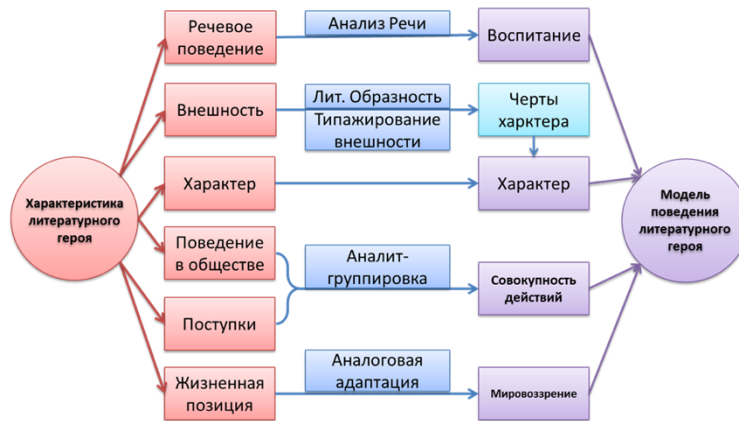 Речевое
поведение
Анализ Речи
Воспитание
Внешность
Лит. Образность
Типажирование
внешности
Черты
харктера
Характеристика
литературного
героя
Характер
Характер
Модель
поведения
литературного
героя
Поведение
в обществе
Аналит-
группировка
Совокупность
действий
Поступки
Жизненная
позиция
Аналоговая
адаптация
Мировоззрение